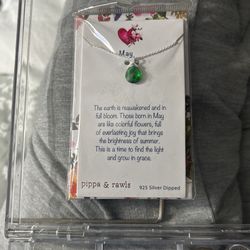 May
The earth is reawakened and in
full bloom. Those born in May
are like colorful flowers, full
of everlasting joy that brings
the brightness of summer.
This is a time to find the light
and grow in grace.
pippa & rawls
925 Silver Dipped